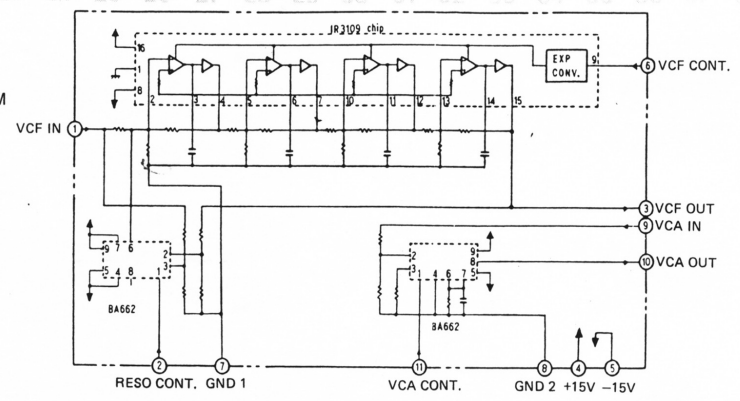 IR3109 chip
16
1
8
2
3
4
5
6
7
10
11
12
13
14
15
EXP
CONV.
9
6 VCF CONT.
M
VCF IN 1
3 VCF OUT
9 VCA IN
10 VCA OUT
9 7 6
5 4 8 1
2
3
BA662
2
3
1 4 6 7
9
8
5
BA662
2
RESO CONT.
7
GND 1
11
VCA CONT.
8
GND 2
4
+15V
5
−15V